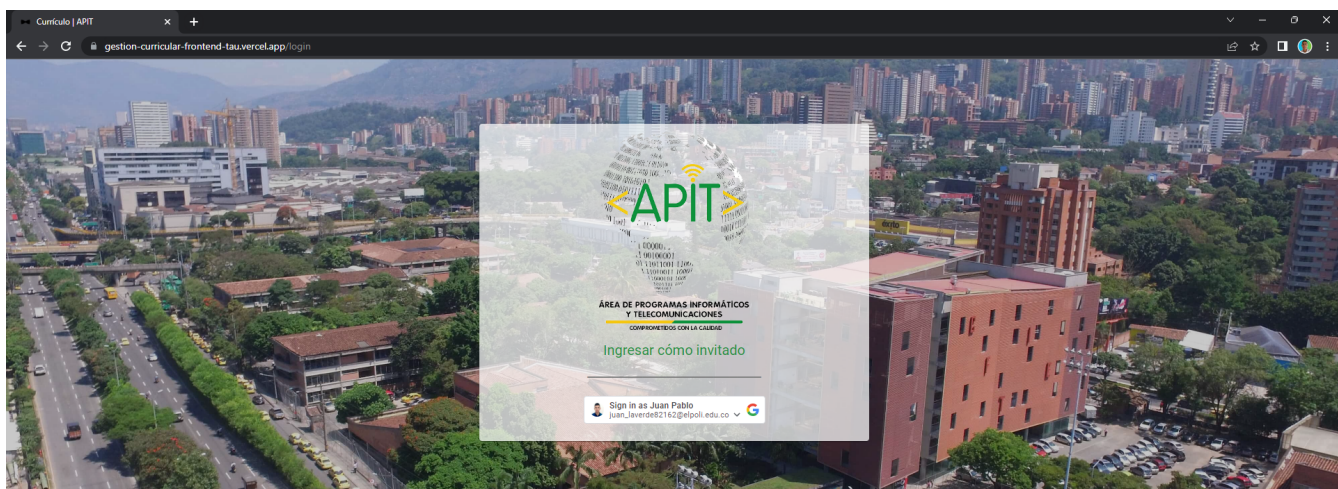 Currículo | APIT
gestion-curricular-frontend-tau.vercel.app/login
<APIT>
ÁREA DE PROGRAMAS INFORMÁTICOS
Y TELECOMUNICACIONES
COMPROMETIDOS CON LA CALIDAD
Ingresar cómo invitado
Sign in as Juan Pablo
juan_laverde82162@elpoli.edu.co
éxito